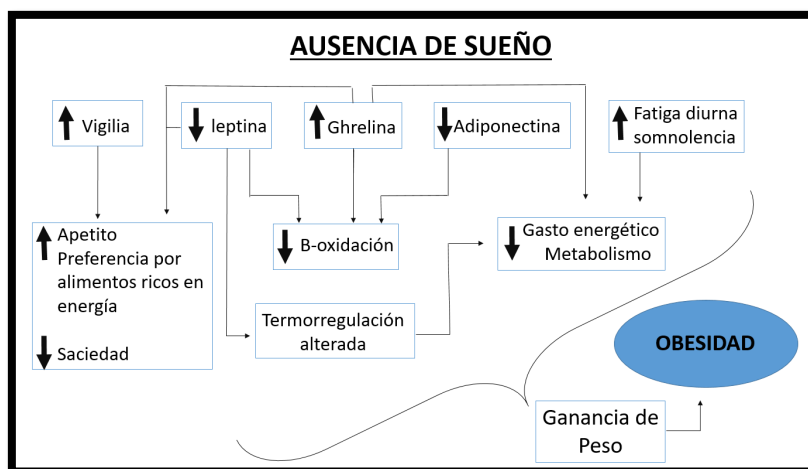 AUSENCIA DE SUEÑO
Vigilia
leptina
Ghrelina
Adiponectina
Fatiga diurna
somnolencia
Apetito
Preferencia por
alimentos ricos en
energía
Saciedad
B-oxidación
Gasto energético
Metabolismo
Termorregulación
alterada
OBESIDAD
Ganancia de
Peso